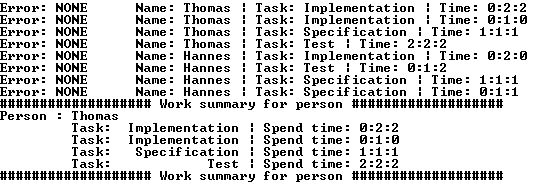 Error: NONE Name: Thomas ¦ Task: Implementation ¦ Time: 0:2:2
Error: NONE Name: Thomas ¦ Task: Implementation ¦ Time: 0:1:0
Error: NONE Name: Thomas ¦ Task: Specification ¦ Time: 1:1:1
Error: NONE Name: Thomas ¦ Task: Test ¦ Time: 2:2:2
Error: NONE Name: Hannes ¦ Task: Implementation ¦ Time: 0:2:0
Error: NONE Name: Hannes ¦ Task: Test ¦ Time: 0:1:2
Error: NONE Name: Hannes ¦ Task: Specification ¦ Time: 1:1:1
Error: NONE Name: Hannes ¦ Task: Specification ¦ Time: 0:1:1
#################### Work summary for person ####################
Person : Thomas
Task: Implementation ¦ Spend time: 0:2:2
Task: Implementation ¦ Spend time: 0:1:0
Task: Specification ¦ Spend time: 1:1:1
Task: Test ¦ Spend time: 2:2:2
#################### Work summary for person ####################